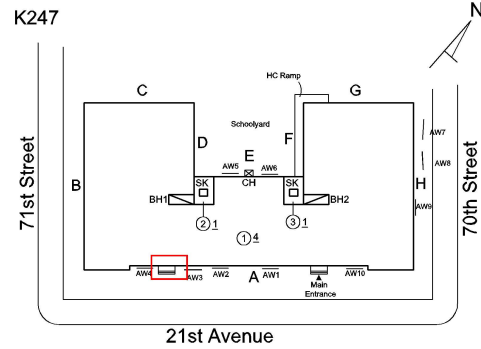 K247
N
HC Ramp
C
G
Schoolyard
D
E
F
AW5
AW6
AW7
AW8
71st Street
B
SK
CH
SK
H
70th Street
BH1
BH2
AW9
2 1
3 1
1 4
AW4
AW3
AW2
A
AW1
AW10
Main
Entrance
21st Avenue